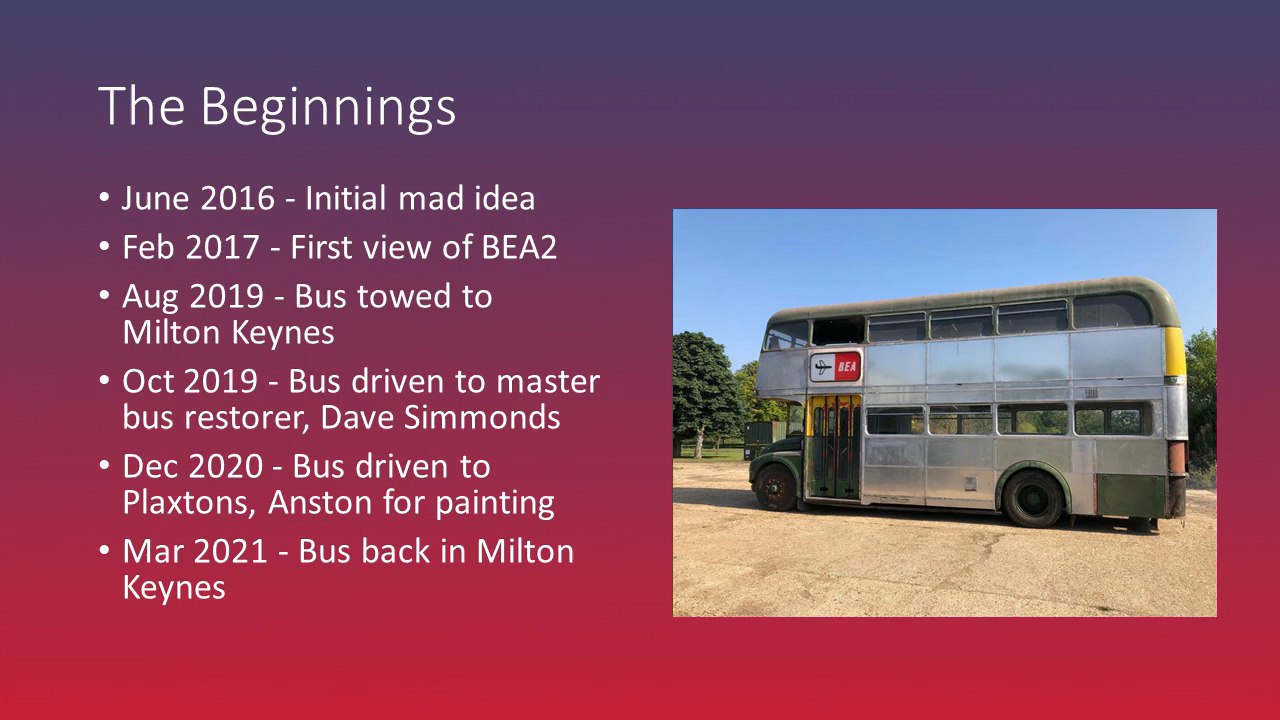 The Beginnings
• June 2016 - Initial mad idea
• Feb 2017 - First view of BEA2
• Aug 2019 - Bus towed to
Milton Keynes
• Oct 2019 - Bus driven to master
bus restorer, Dave Simmonds
• Dec 2020 - Bus driven to
Plaxtons, Anston for painting
• Mar 2021 - Bus back in Milton
Keynes
BEA